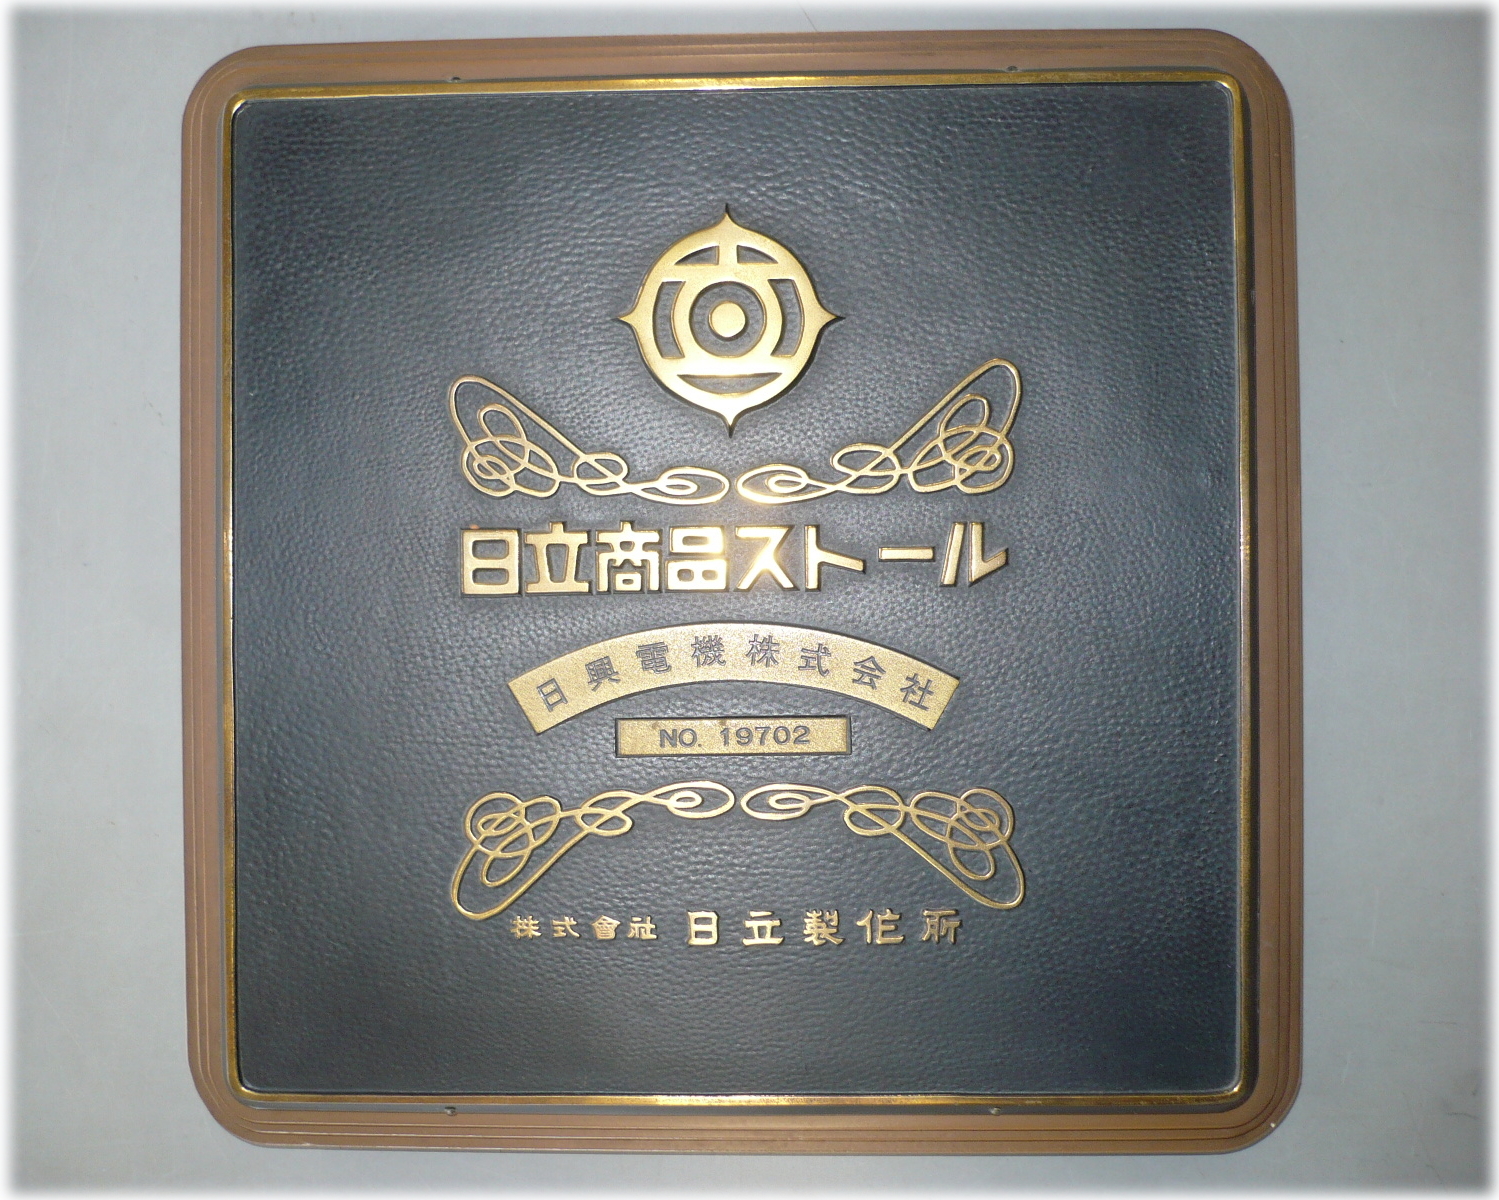 日立商品ストール
日興電機株式会社
NO. 19702
株式會社 日立製作所